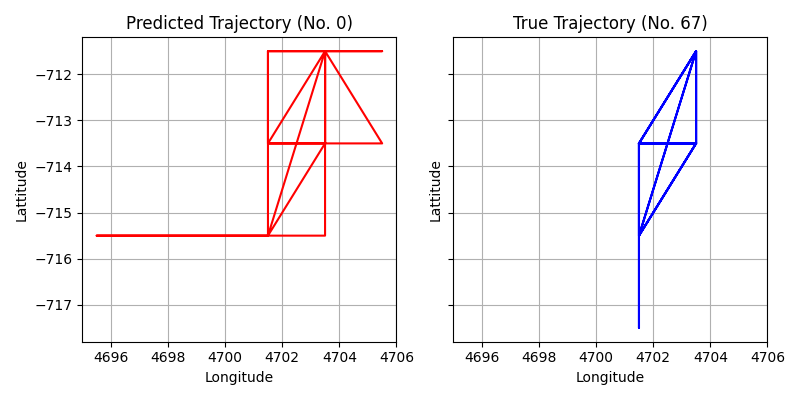 Predicted Trajectory (No. 0)
−712
−713
−714
−715
−716
−717
Lattitude
4696 4698 4700 4702 4704 4706
Longitude
True Trajectory (No. 67)
Lattitude
4696 4698 4700 4702 4704 4706
Longitude